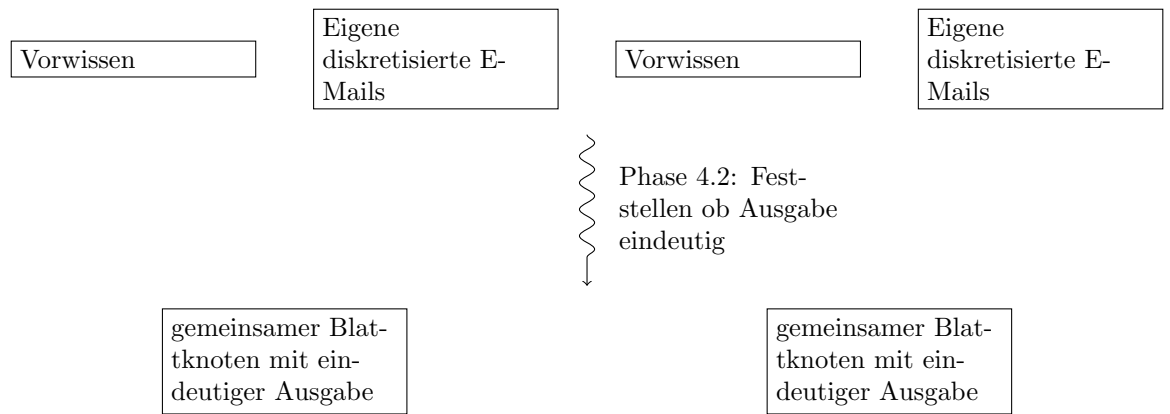 Vorwissen
Eigene
diskretisierte E-
Mails
Vorwissen
Eigene
diskretisierte E-
Mails
Phase 4.2: Fest-
stellen ob Ausgabe
eindeutig
gemeinsamer Blat-
tknoten mit ein-
deutiger Ausgabe
gemeinsamer Blat-
tknoten mit ein-
deutiger Ausgabe